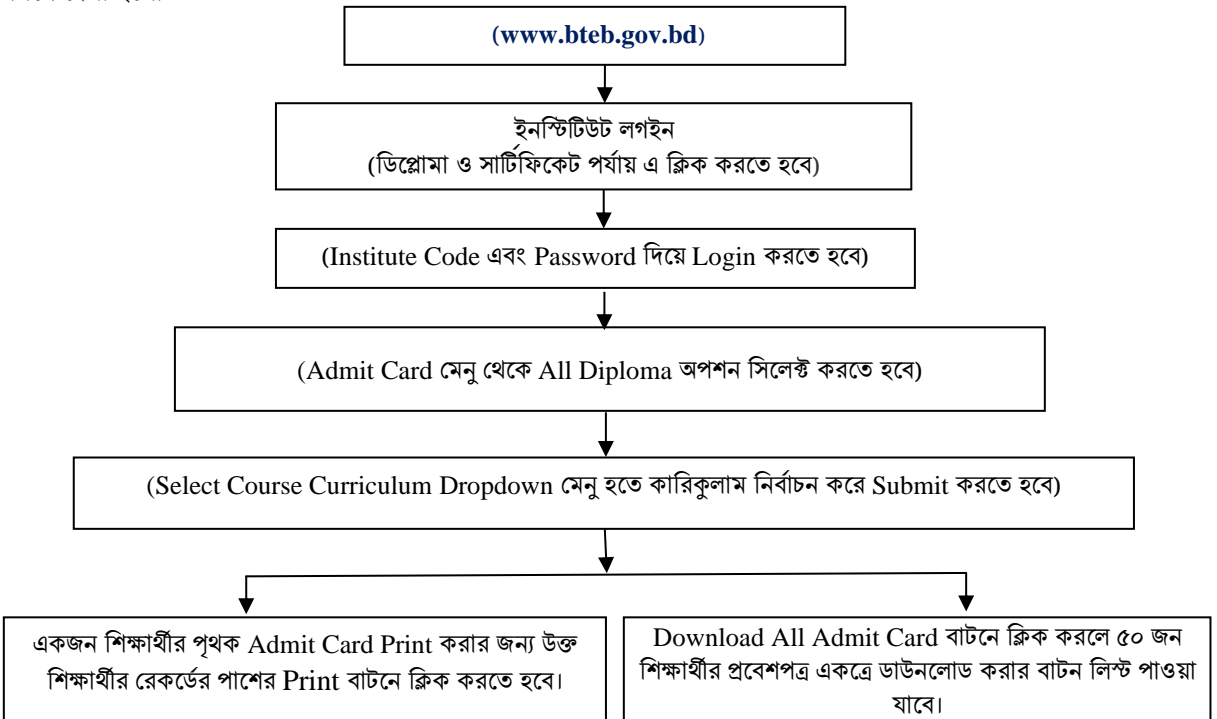 (www.bteb.gov.bd)
ইনস্টিটিউট লগইন
(ডিপ্লোমা ও সার্টিফিকেট পর্যায় এ ক্লিক করতে হবে)
(Institute Code এবং Password দিয়ে Login করতে হবে)
(Admit Card মেনু থেকে All Diploma অপশন সিলেক্ট করতে হবে)
(Select Course Curriculum Dropdown মেনু হতে কারিকুলাম নির্বাচন করে Submit করতে হবে)
একজন শিক্ষার্থীর পৃথক Admit Card Print করার জন্য উক্ত
শিক্ষার্থীর রেকর্ডের পাশের Print বাটনে ক্লিক করতে হবে।
Download All Admit Card বাটনে ক্লিক করলে ৫০ জন
শিক্ষার্থীর প্রবেশপত্র একত্রে ডাউনলোড করার বাটন লিস্ট পাওয়া
যাবে।